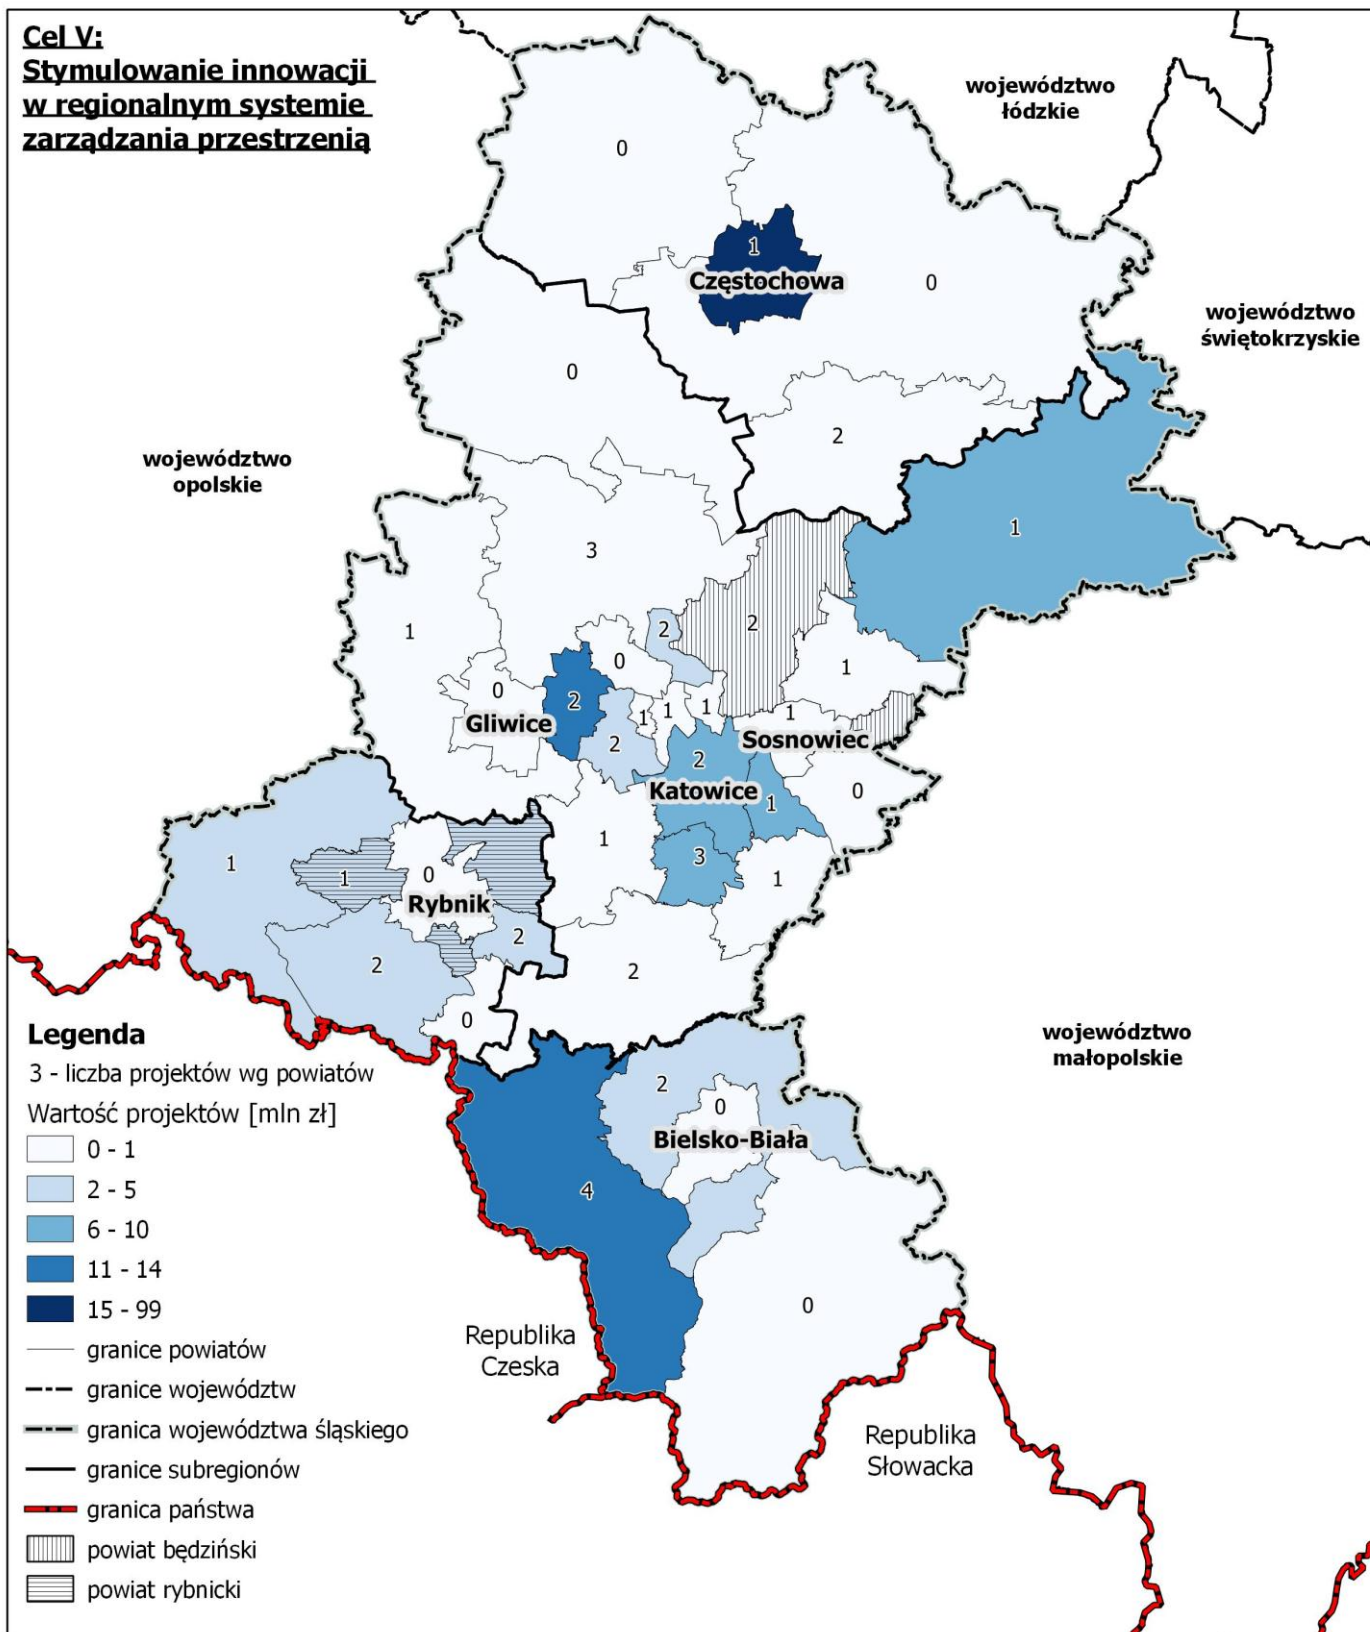 Cel V:
Stymulowanie innowacji
w regionalnym systemie
zarządzania przestrzenią
województwo
łódzkie
0
1
Częstochowa
0
województwo
świętokrzyskie
0
2
województwo
opolskie
1
3
1
2
2
0
1
0
2
1
1
1
1
Gliwice
2
Sosnowiec
2
Katowice
0
1
1
1
3
1
0
1
Rybnik
2
2
2
0
województwo
małopolskie
2
0
Bielsko-Biała
4
0
Republika
Czeska
Republika
Słowacka
Legenda
3 - liczba projektów wg powiatów
Wartość projektów [mln zł]
0 - 1
2 - 5
6 - 10
11 - 14
15 - 99
granice powiatów
granice województw
granica województwa śląskiego
granice subregionów
granica państwa
powiat będziński
powiat rybnicki